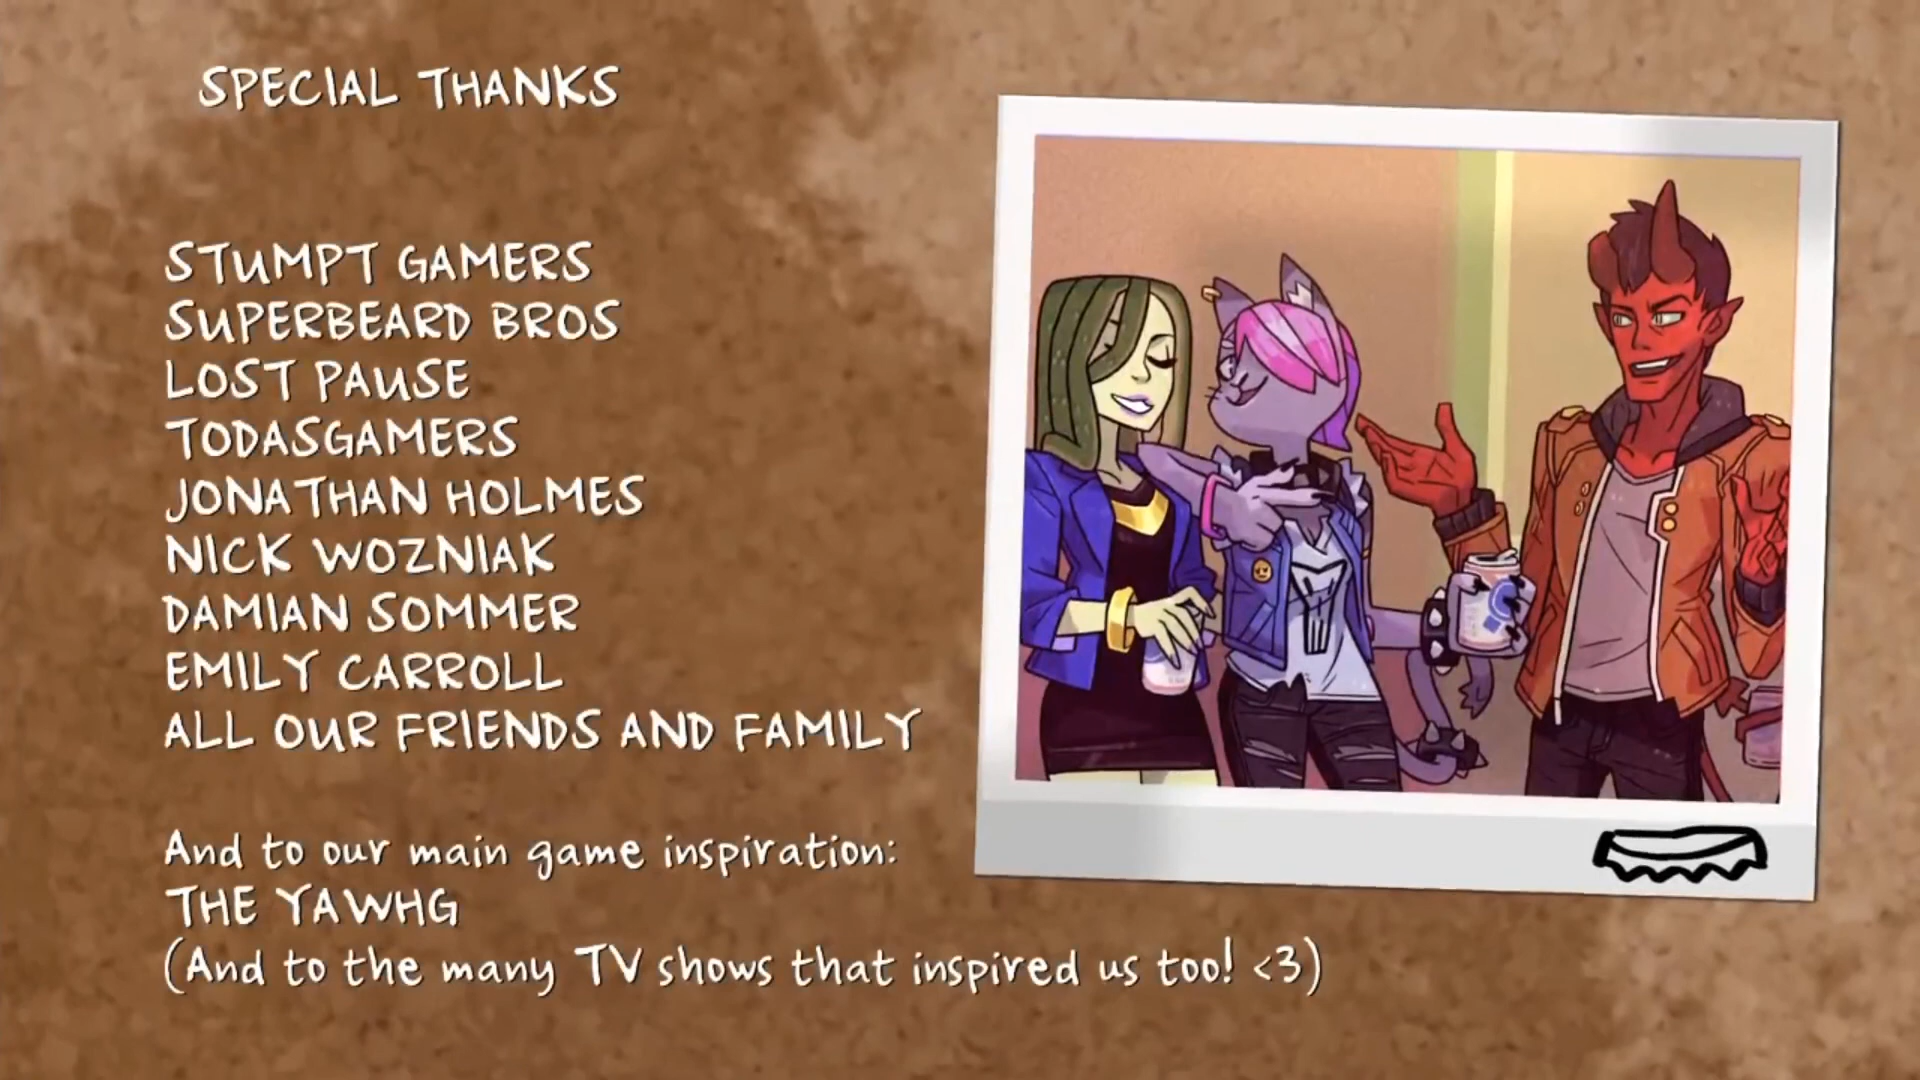 SPECIAL THANKS
STUMPT GAMERS
SUPERBEARD BROS
LOST PAUSE
TODASGAMERS
JONATHAN HOLMES
NICK WOZNIAK
DAMIAN SOMMER
EMILY CARROLL
ALL OUR FRIENDS AND FAMILY
And to our main game inspiration:
THE YAWHG
(And to the many TV shows that inspired us too! <3)